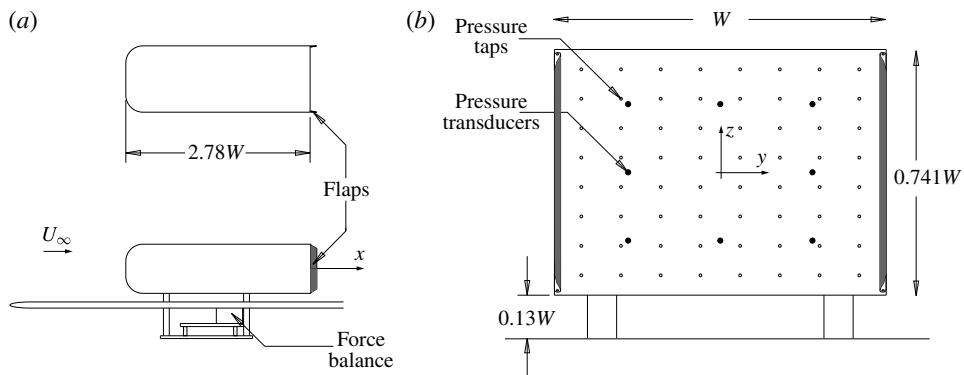 (a)
2.78W
Flaps
U∞
x
Force
balance
(b)
W
Pressure
taps
Pressure
transducers
z
y
0.741W
0.13W